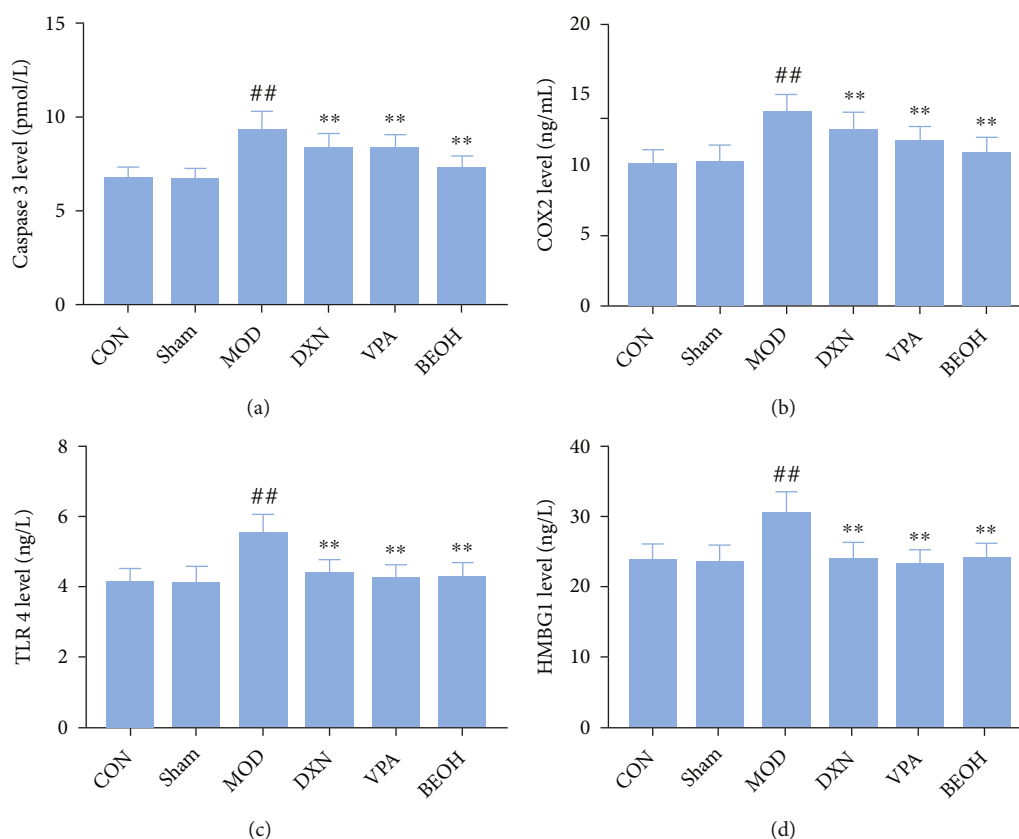 Caspase 3 level (pmol/L)
15
10
5
0
##
**
**
**
CON
Sham
MOD
DXN
VPA
BEOH
(a)
COX2 level (ng/mL)
20
15
10
5
0
##
**
**
**
CON
Sham
MOD
DXN
VPA
BEOH
(b)
TLR 4 level (ng/L)
8
6
4
2
0
##
**
**
**
CON
Sham
MOD
DXN
VPA
BEOH
(c)
HMBG1 level (ng/L)
40
30
20
10
0
##
**
**
**
CON
Sham
MOD
DXN
VPA
BEOH
(d)